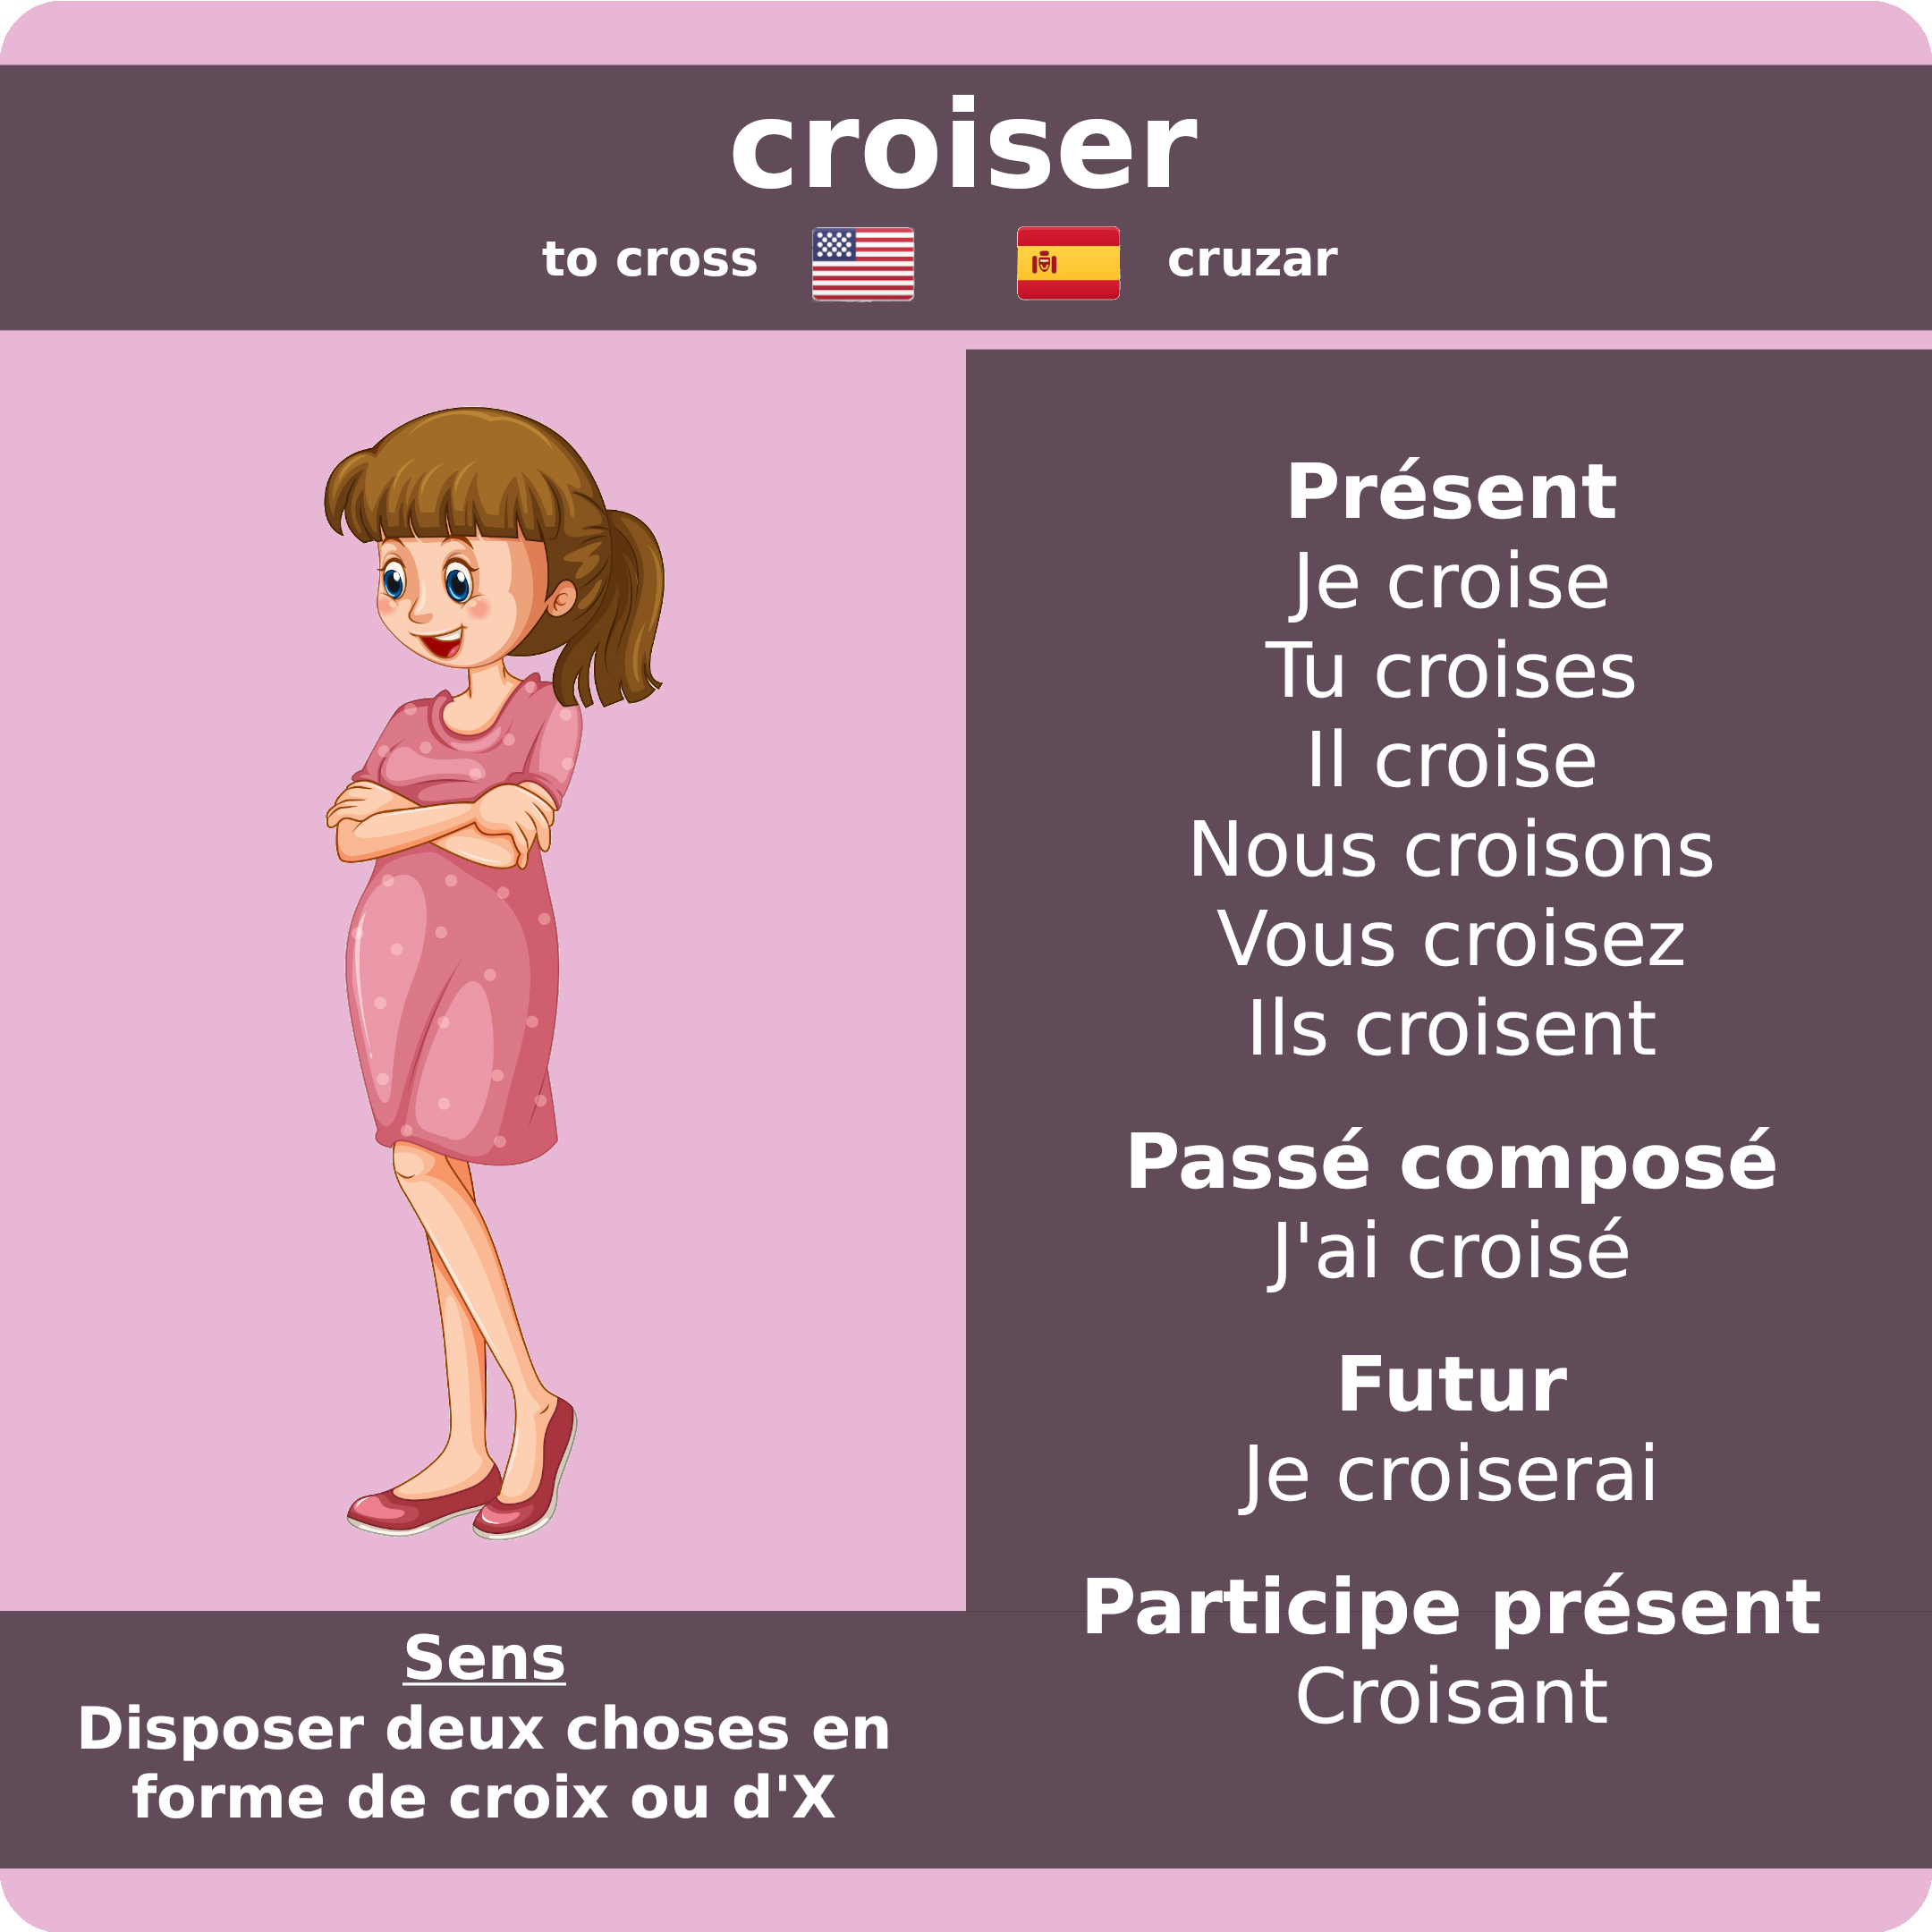 croiser
to cross
cruzar
Présent
Je croise
Tu croises
Il croise
Nous croisons
Vous croisez
Ils croisent
Passé composé
J'ai croisé
Futur
Je croiserai
Participe présent
Croisant
Sens
Disposer deux choses en
forme de croix ou d'X